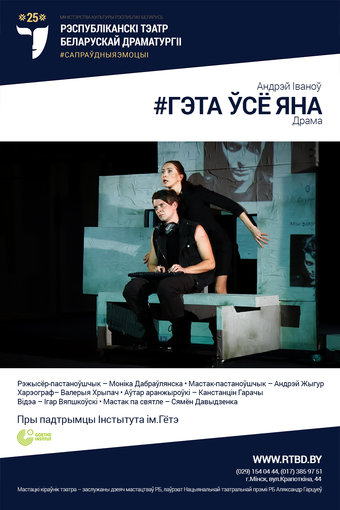 25
МІНІСТЭРСТВА КУЛЬТУРЫ РЭСПУБЛІКІ БЕЛАРУСЬ
РЭСПУБЛІКАНСКІ ТЭАТР
БЕЛАРУСКАЙ ДРАМАТУРГІІ
#САПРАЎДНЫЯЭМОЦЫІ
Андрэй Іваноў
#ГЭТА ЎСЁ ЯНА
Драма
Рэжысёр-пастаноўшчык – Моніка Дабраўлянска • Мастак-пастаноўшчык – Андрэй Жыгур
Харэограф– Валерыя Хрыпач • Аўтар аранжыроўкі – Канстанцін Гарачы
Відэа – Ігар Вяпшкоўскі • Мастак па святле – Сямён Давыдзенка
Пры падтрымцы Інстытута ім.Гётэ
GOETHE
INSTITUT
WWW.RTBD.BY
(029) 154 04 44, (017) 385 97 51
г.Мінск, вул.Крапоткіна, 44
Мастацкі кіраўнік тэатра – заслужаны дзеяч мастацтваў РБ, лаўрэат Нацыянальнай тэатральнай прэміі РБ Аляксандр Гарцуеў